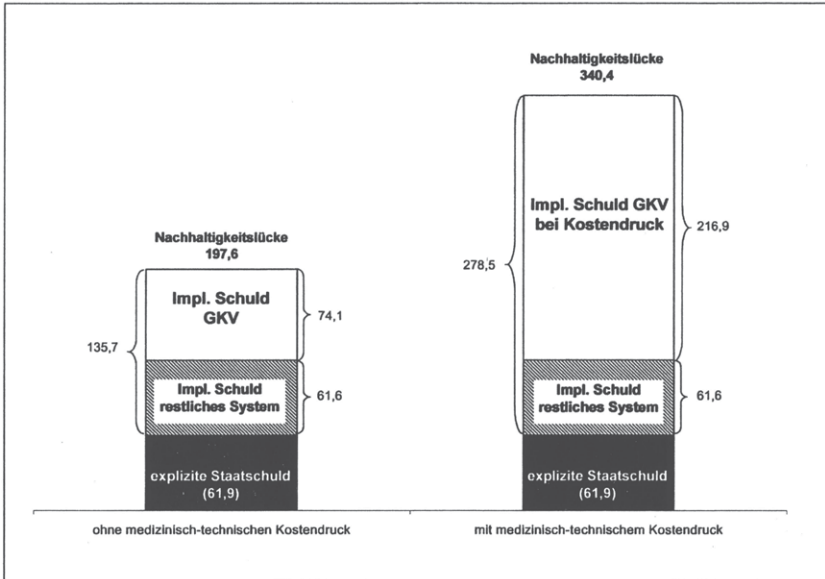 Nachhaltigkeitslücke
197,6
Impl. Schuld
GKV
74,1
135,7
Impl. Schuld
restliches System
61,6
explizite Staatschuld
(61,9)
ohne medizinisch-technischen Kostendruck
Nachhaltigkeitslücke
340,4
Impl. Schuld GKV
bei Kostendruck
216,9
278,5
Impl. Schuld
restliches System
61,6
explizite Staatschuld
(61,9)
mit medizinisch-technischem Kostendruck